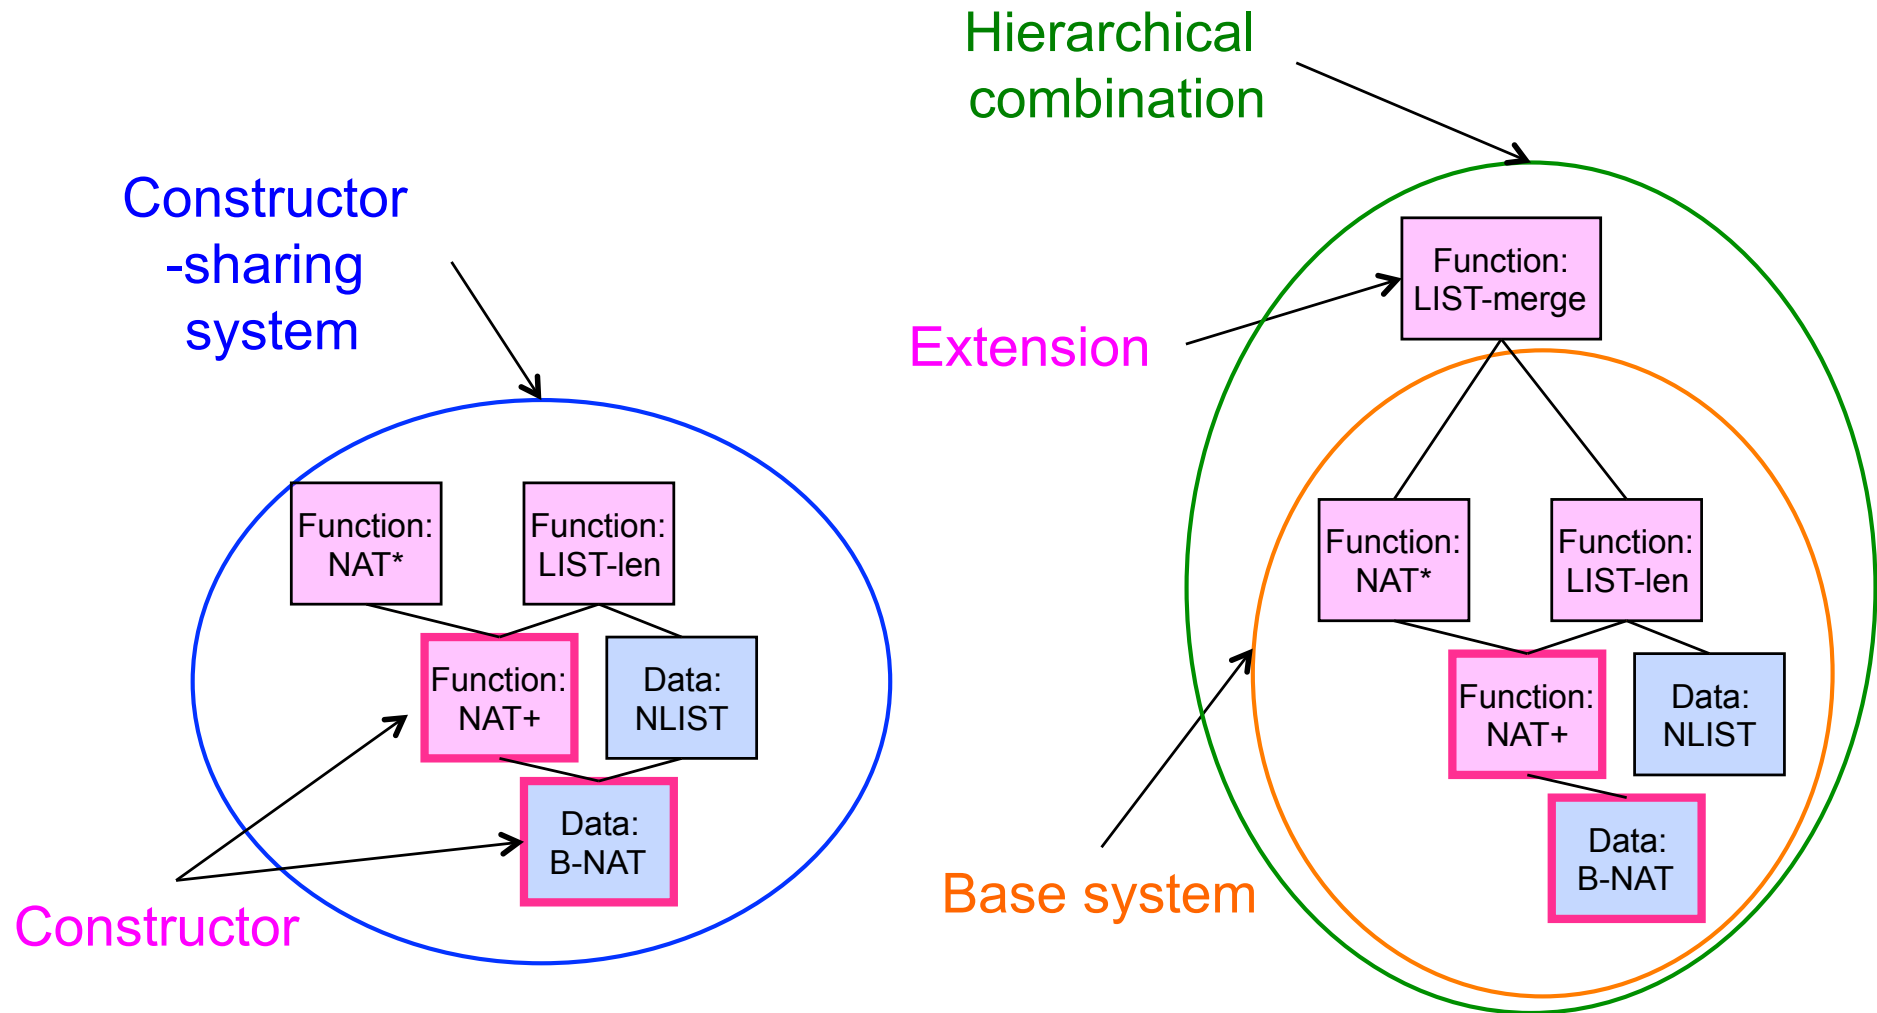 Constructor
-sharing
system
Function:
NAT*
Function:
LIST-len
Function:
NAT+
Data:
NLIST
Data:
B-NAT
Constructor
Hierarchical
combination
Extension
Function:
LIST-merge
Function:
NAT*
Function:
LIST-len
Function:
NAT+
Data:
NLIST
Data:
B-NAT
Base system